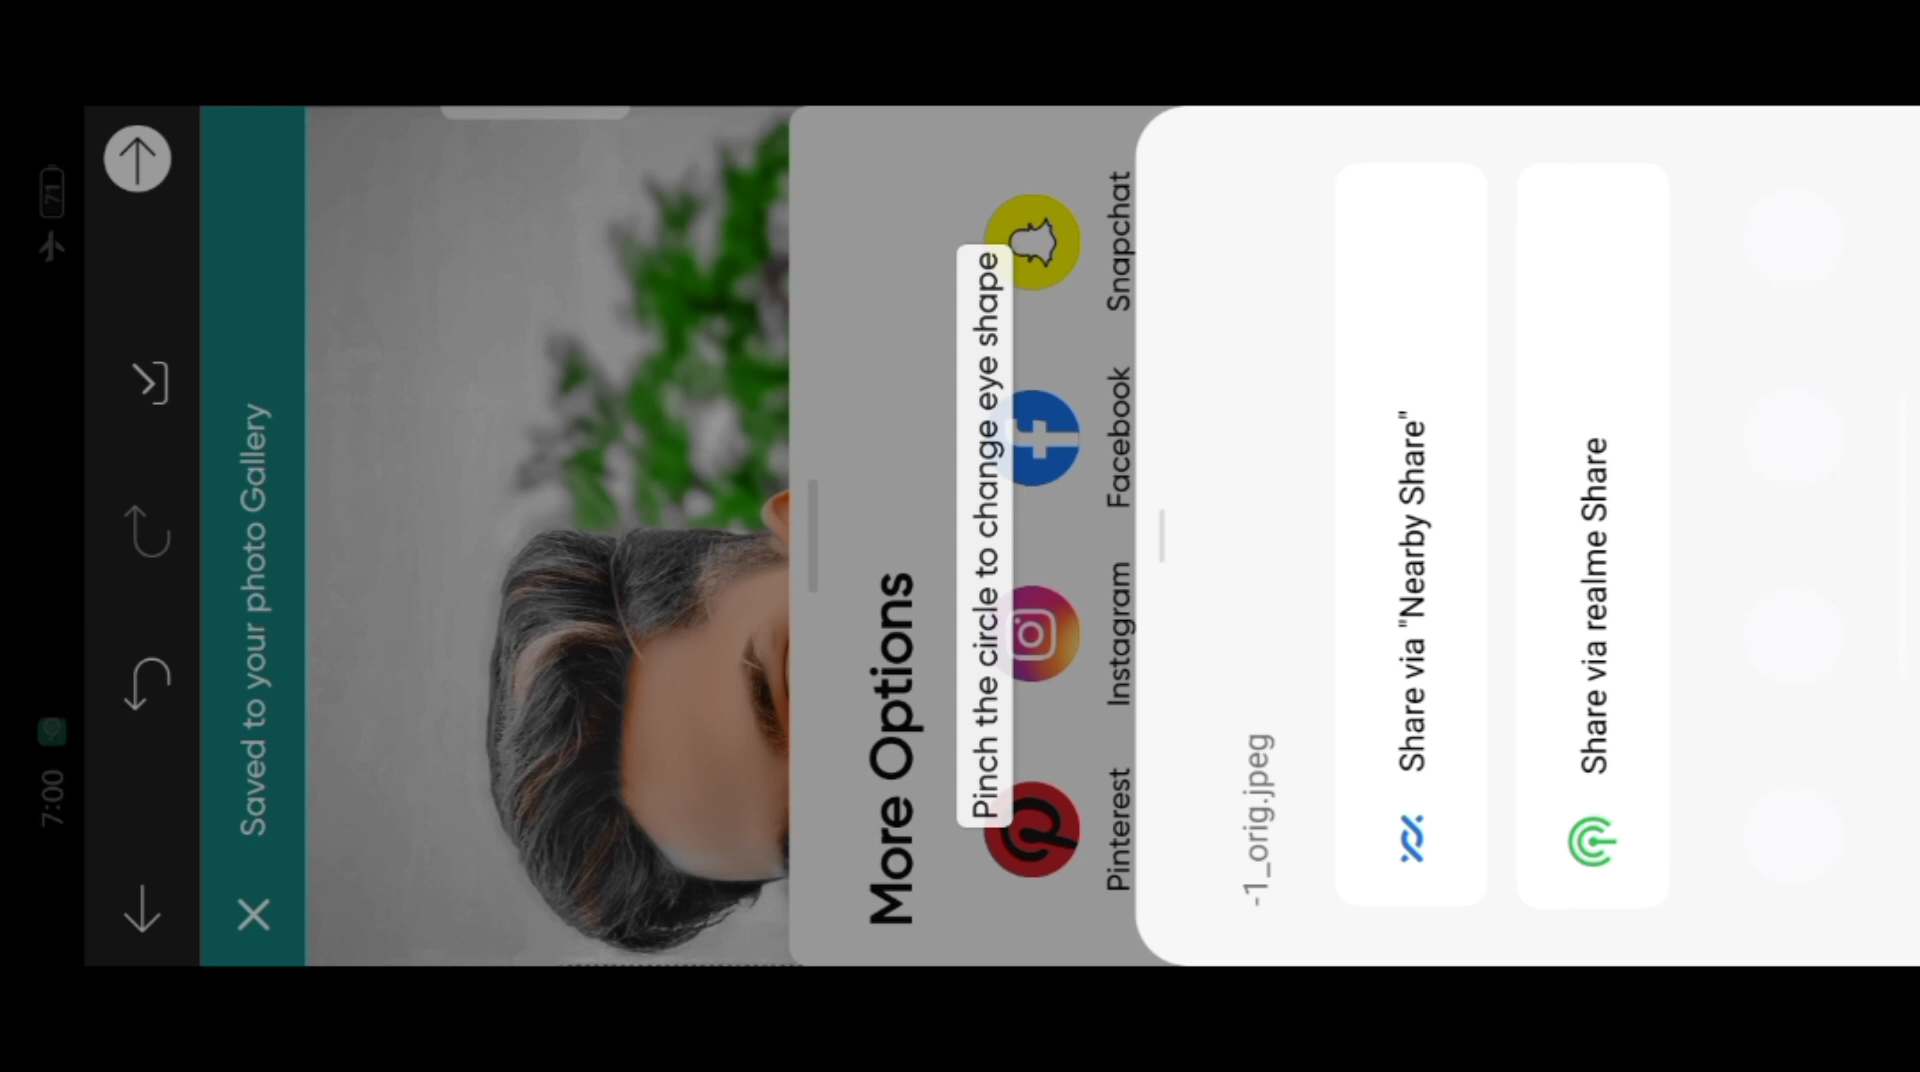 7:00
71
Saved to your photo Gallery
More Options
Pinch the circle to change eye shape
Pinterest
Instagram
Facebook
Snapchat
-1_orig.jpeg
Share via "Nearby Share"
Share via realme Share